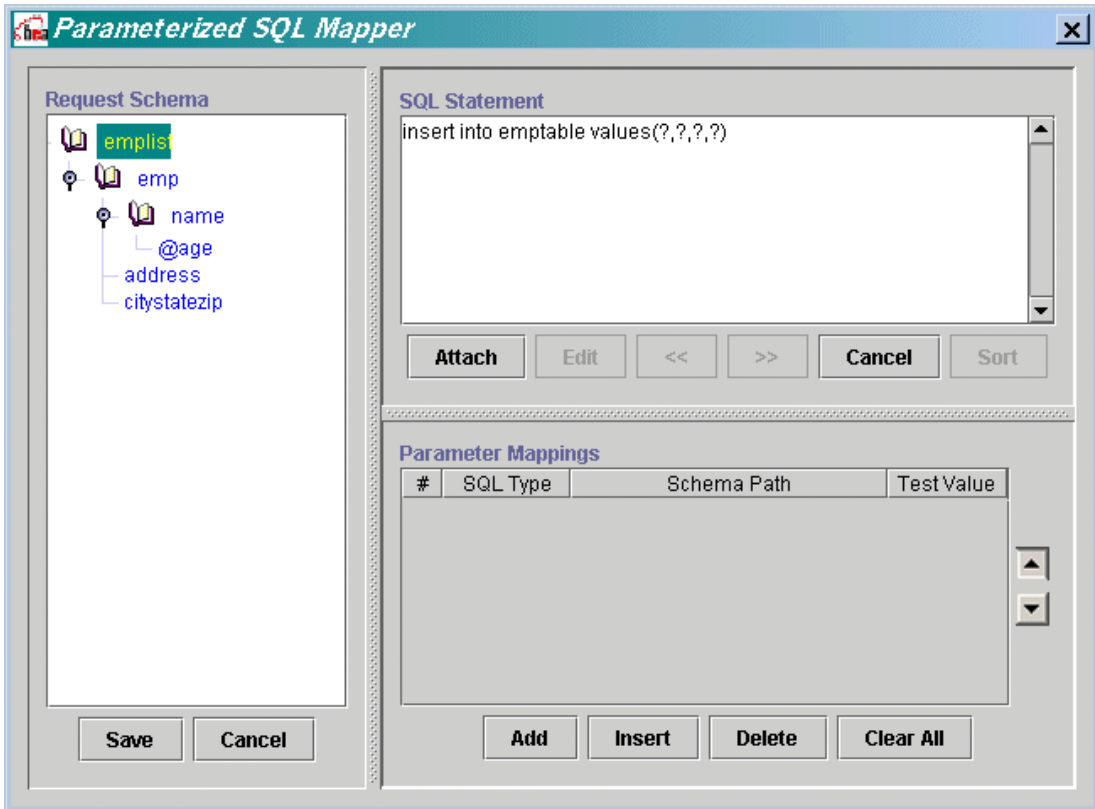 Parameterized SQL Mapper
Request Schema
emplist
emp
name
@age
address
citystatezip
Save Cancel
SQL Statement
insert into emptable values(?,?,?,?)
Attach Edit << >> Cancel Sort
Parameter Mappings
# SQL Type Schema Path Test Value
Add Insert Delete Clear All